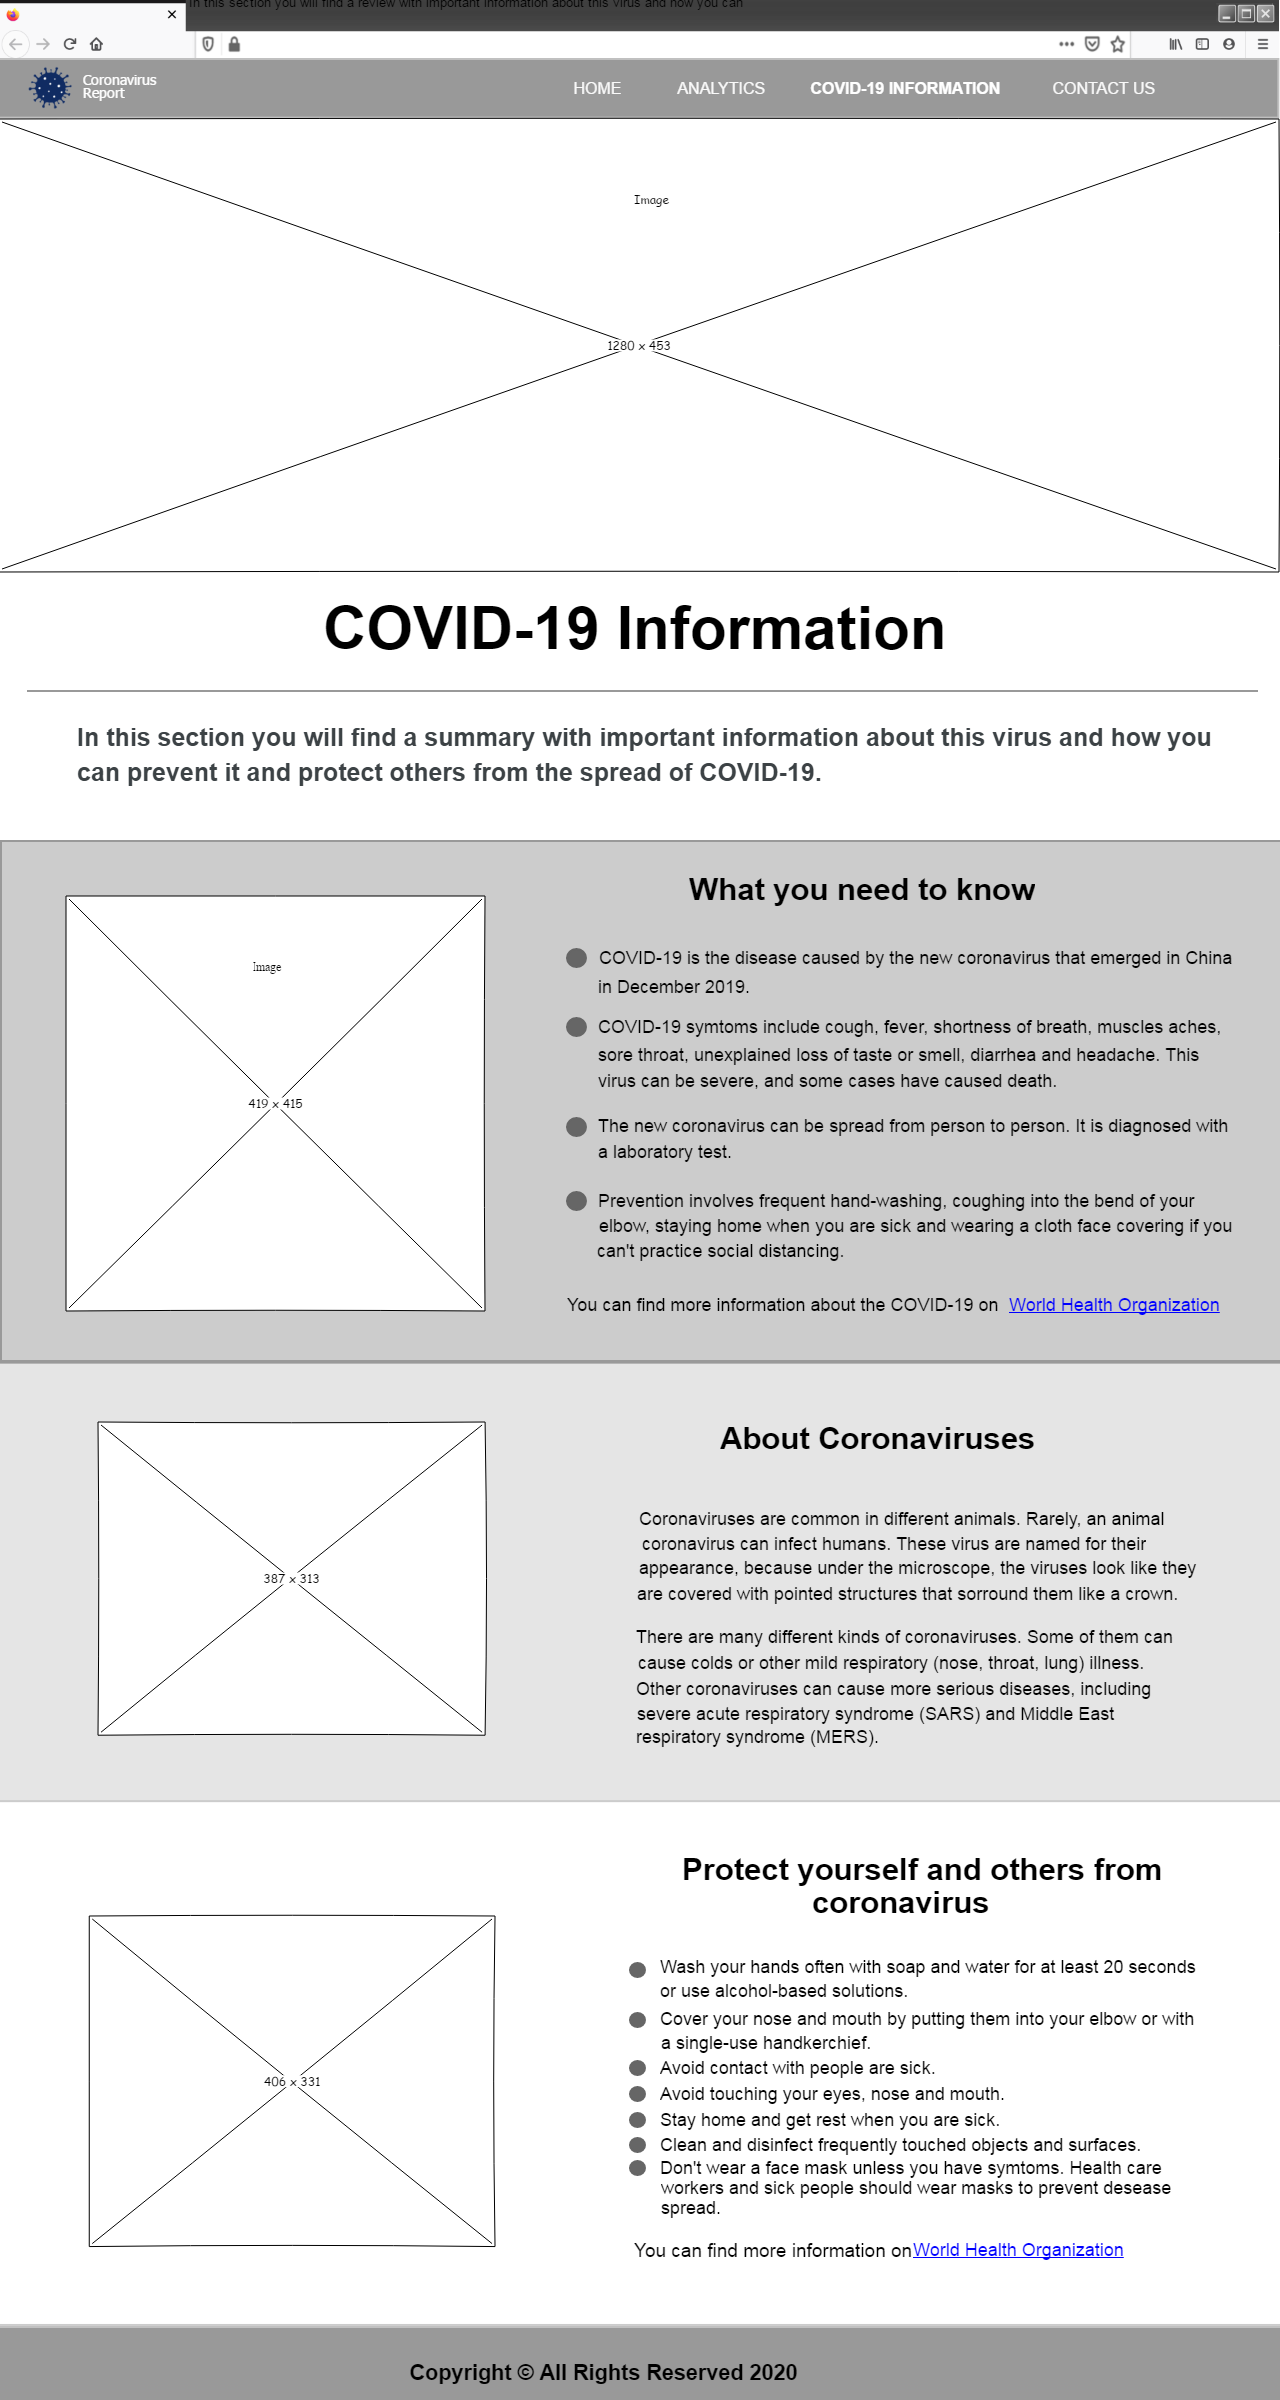 In this section you will find a review with important information about this virus and how you can
Coronavirus
Report
HOME
ANALYTICS
COVID-19 INFORMATION
CONTACT US
Image
1280 x 453
COVID-19 Information
In this section you will find a summary with important information about this virus and how you
can prevent it and protect others from the spread of COVID-19.
What you need to know
Image
419 x 415
COVID-19 is the disease caused by the new coronavirus that emerged in China
in December 2019.
COVID-19 symtoms include cough, fever, shortness of breath, muscles aches,
sore throat, unexplained loss of taste or smell, diarrhea and headache. This
virus can be severe, and some cases have caused death.
The new coronavirus can be spread from person to person. It is diagnosed with
a laboratory test.
Prevention involves frequent hand-washing, coughing into the bend of your
elbow, staying home when you are sick and wearing a cloth face covering if you
can't practice social distancing.
You can find more information about the COVID-19 on World Health Organization
About Coronaviruses
387 x 313
Coronaviruses are common in different animals. Rarely, an animal
coronavirus can infect humans. These virus are named for their
appearance, because under the microscope, the viruses look like they
are covered with pointed structures that sorround them like a crown.
There are many different kinds of coronaviruses. Some of them can
cause colds or other mild respiratory (nose, throat, lung) illness.
Other coronaviruses can cause more serious diseases, including
severe acute respiratory syndrome (SARS) and Middle East
respiratory syndrome (MERS).
Protect yourself and others from
coronavirus
406 x 331
Wash your hands often with soap and water for at least 20 seconds
or use alcohol-based solutions.
Cover your nose and mouth by putting them into your elbow or with
a single-use handkerchief.
Avoid contact with people are sick.
Avoid touching your eyes, nose and mouth.
Stay home and get rest when you are sick.
Clean and disinfect frequently touched objects and surfaces.
Don't wear a face mask unless you have symtoms. Health care
workers and sick people should wear masks to prevent desease
spread.
You can find more information on World Health Organization
Copyright © All Rights Reserved 2020